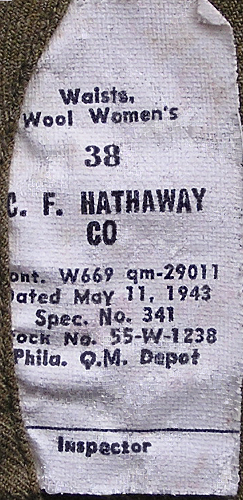 Waists,
Wool Women's
38
C. F. HATHAWAY
CO
ont. W669 qm-29011
ated May 11, 1943
Spec. No. 341
ock No. 55-W-1238
Phila. Q.M. Depot
Inspector